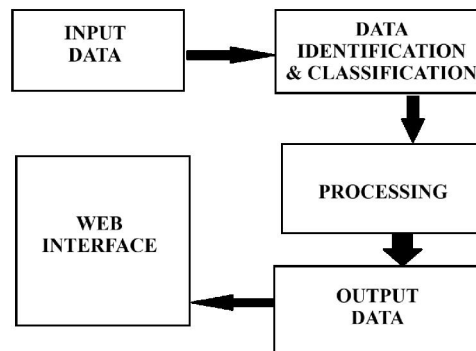 INPUT
DATA
DATA
IDENTIFICATION
& CLASSIFICATION
PROCESSING
OUTPUT
DATA
WEB
INTERFACE